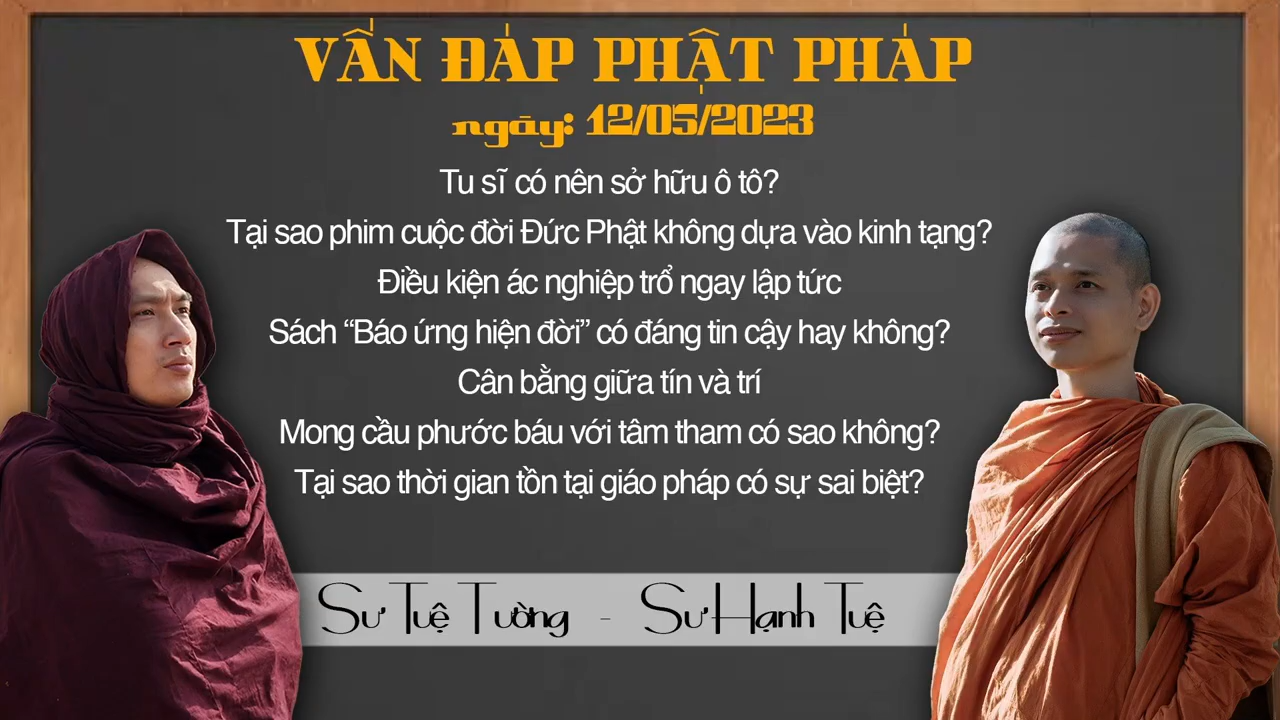 VẤN ĐÁP PHẬT PHÁP
ngày: 12/05/2023
Tu sĩ có nên sở hữu ô tô?
Tại sao phim cuộc đời Đức Phật không dựa vào kinh tạng?
Điều kiện ác nghiệp trổ ngay lập tức
Sách “Báo ứng hiện đời” có đáng tin cậy hay không?
Cân bằng giữa tín và trí
Mong cầu phước báu với tâm tham có sao không?
Tại sao thời gian tồn tại giáo pháp có sự sai biệt?
Sư Tuệ Tường - Sư Hạnh Tuệ